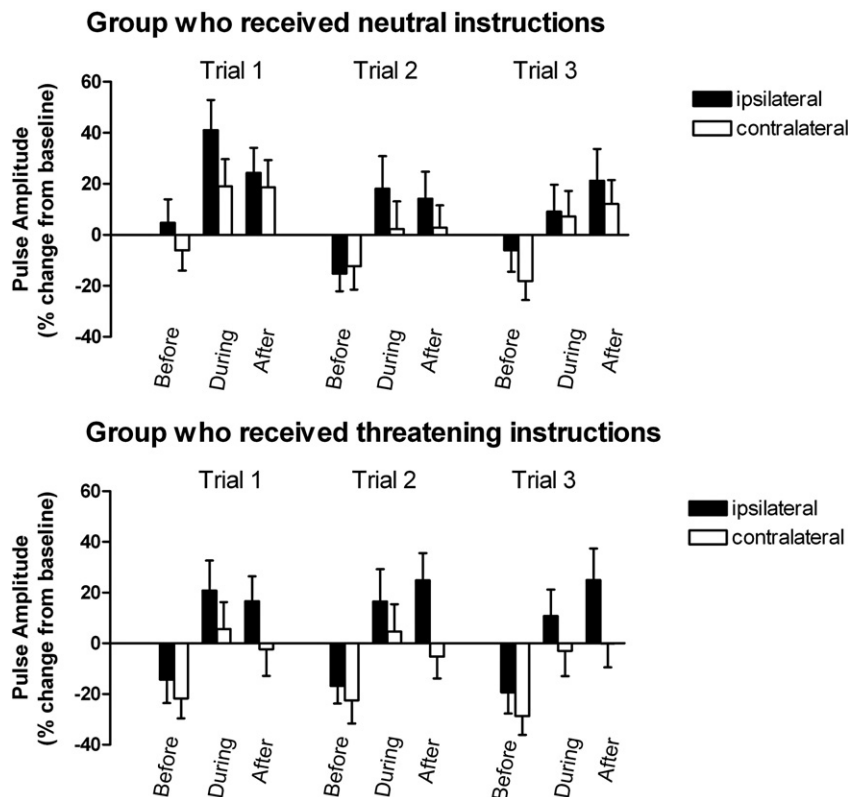 Group who received neutral instructions
Trial 1 Trial 2 Trial 3
ipsilateral
contralateral
Pulse Amplitude
(% change from baseline)
60
40
20
0
-20
-40
Before During After Before During After Before During After
Group who received threatening instructions
Trial 1 Trial 2 Trial 3
ipsilateral
contralateral
Pulse Amplitude
(% change from baseline)
60
40
20
0
-20
-40
Before During After Before During After Before During After